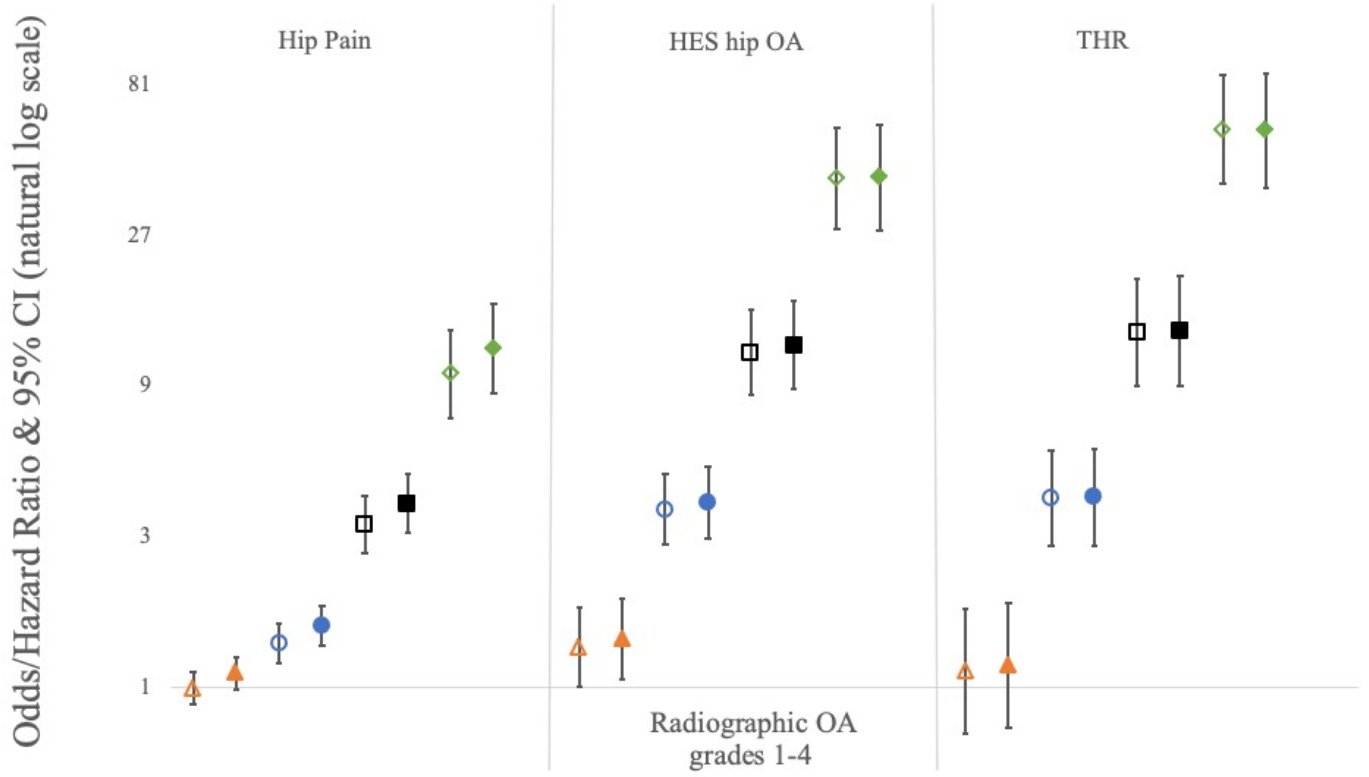 Odds/Hazard Ratio & 95% CI (natural log scale)
Hip Pain
HES hip OA
THR
81
27
9
3
1
Radiographic OA
grades 1-4